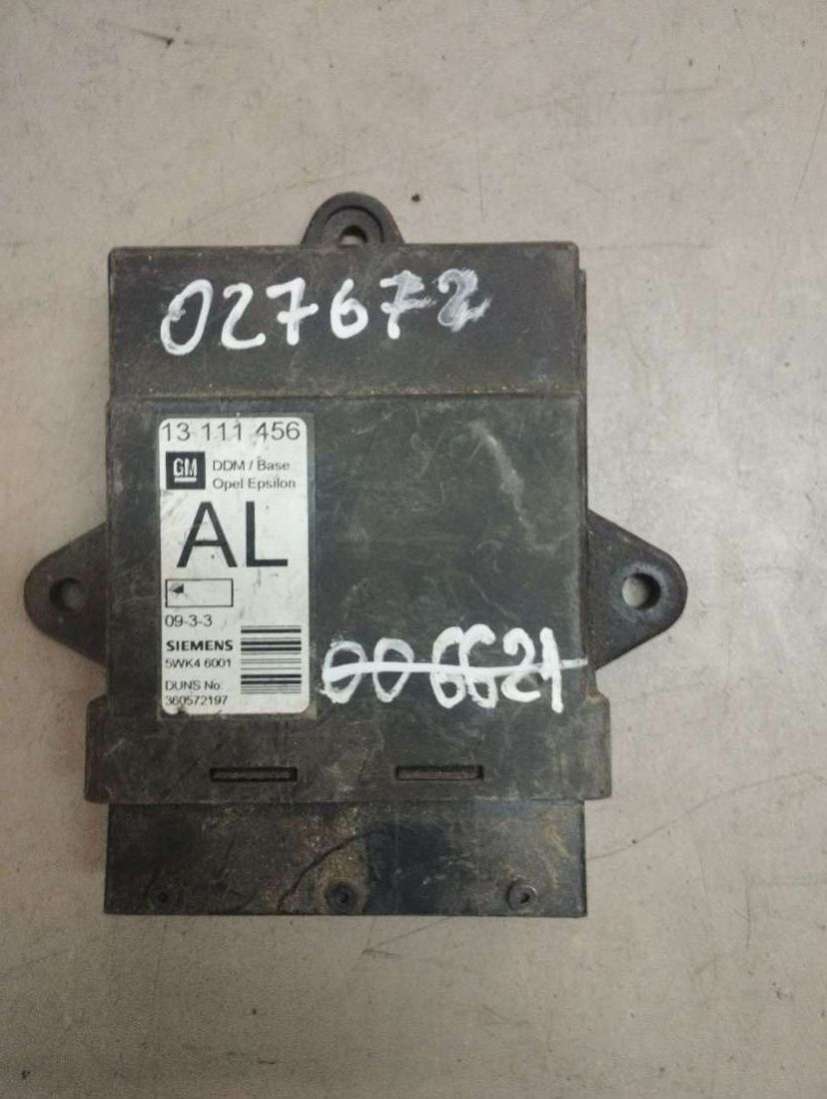 027672
13 111 456
GM
DDM / Base
Opel Epsilon
AL
09-3-3
SIEMENS
5WK4 6001
DUNS No:
360572197
006621